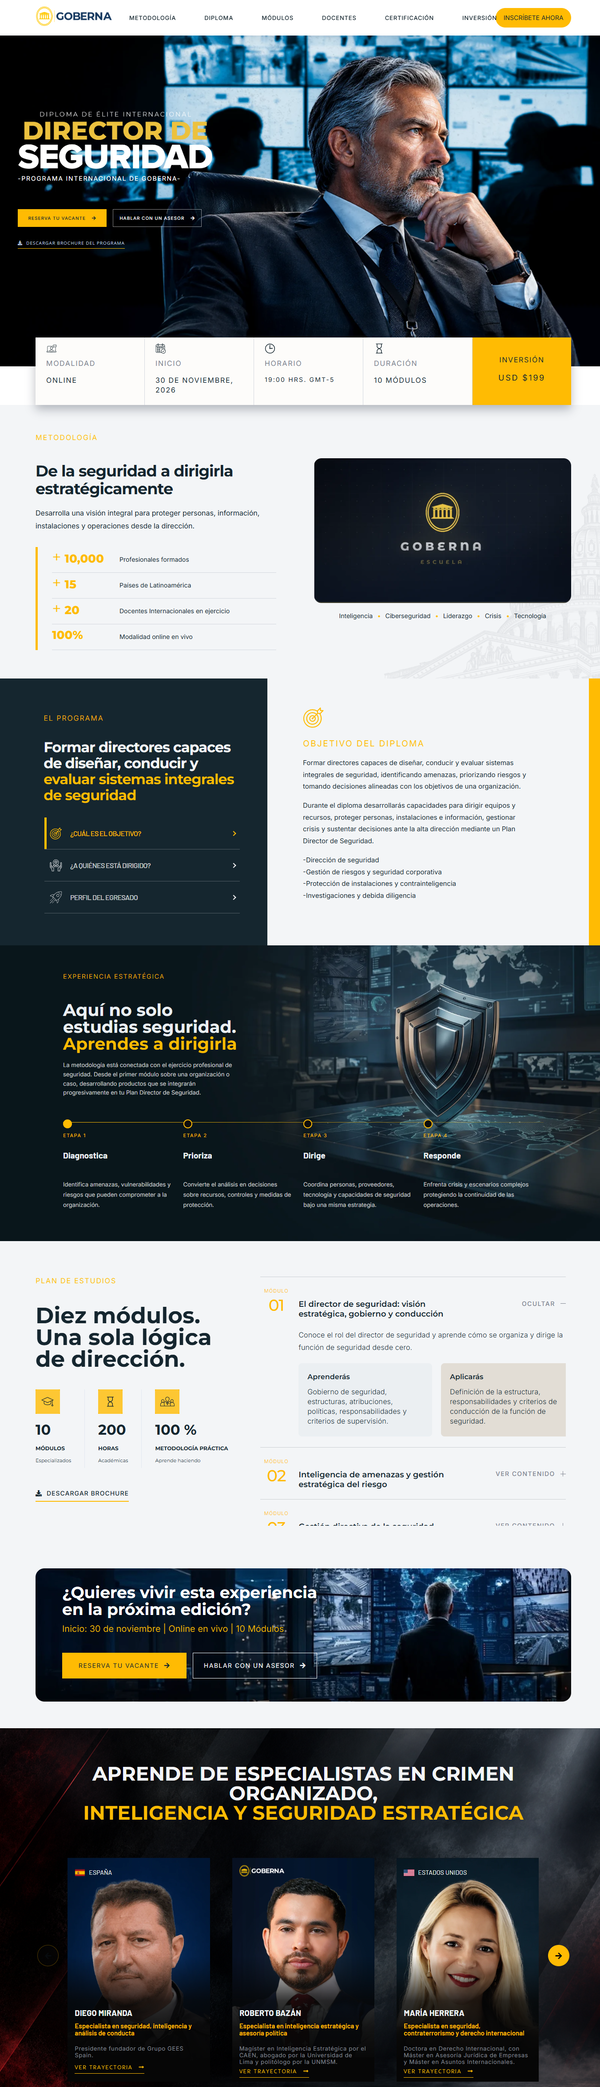 GOBERNA
METODOLOGÍA
DIPLOMA
MÓDULOS
DOCENTES
CERTIFICACIÓN
INVERSIÓN
INSCRÍBETE AHORA
DIPLOMA DE ÉLITE INTERNACIONAL
DIRECTOR DE
SEGURIDAD
-PROGRAMA INTERNACIONAL DE GOBERNA-
RESERVA TU VACANTE
HABLAR CON UN ASESOR
DESCARGAR BROCHURE DEL PROGRAMA
MODALIDAD
ONLINE
INICIO
30 DE NOVIEMBRE,
2026
HORARIO
19:00 HRS. GMT-5
DURACIÓN
10 MÓDULOS
INVERSIÓN
USD $199
METODOLOGÍA
De la seguridad a dirigirla
estratégicamente
Desarrolla una visión integral para proteger personas, información,
instalaciones y operaciones desde la dirección.
+ 10,000 Profesionales formados
+ 15 Países de Latinoamérica
+ 20 Docentes Internacionales en ejercicio
100% Modalidad online en vivo
GOBERNA
ESCUELA
Inteligencia • Ciberseguridad • Liderazgo • Crisis • Tecnología
EL PROGRAMA
Formar directores capaces
de diseñar, conducir y
evaluar sistemas integrales
de seguridad
¿CUÁL ES EL OBJETIVO?
¿A QUIÉNES ESTÁ DIRIGIDO?
PERFIL DEL EGRESADO
OBJETIVO DEL DIPLOMA
Formar directores capaces de diseñar, conducir y evaluar sistemas
integrales de seguridad, identificando amenazas, priorizando riesgos y
tomando decisiones alineadas con los objetivos de una organización.
Durante el diploma desarrollarás capacidades para dirigir equipos y
recursos, proteger personas, instalaciones e información, gestionar
crisis y sustentar decisiones ante la alta dirección mediante un Plan
Director de Seguridad.
-Dirección de seguridad
-Gestión de riesgos y seguridad corporativa
-Protección de instalaciones y contrainteligencia
-Investigaciones y debida diligencia
EXPERIENCIA ESTRATÉGICA
Aquí no solo
estudias seguridad.
Aprendes a dirigirla
La metodología está conectada con el ejercicio profesional de
seguridad. Desde el primer módulo sobre una organización o
caso, desarrollando productos que se integrarán
progresivamente en tu Plan Director de Seguridad.
ETAPA 1
Diagnostica
Identifica amenazas, vulnerabilidades y
riesgos que pueden comprometer a la
organización.
ETAPA 2
Prioriza
Convierte el análisis en decisiones
sobre recursos, controles y medidas de
protección.
ETAPA 3
Dirige
Coordina personas, proveedores,
tecnología y capacidades de seguridad
bajo una misma estrategia.
ETAPA 4
Responde
Enfrenta crisis y escenarios complejos
protegiendo la continuidad de las
operaciones.
PLAN DE ESTUDIOS
Diez módulos.
Una sola lógica
de dirección.
10
MÓDULOS
Especializados
200
HORAS
Académicas
100 %
METODOLOGÍA PRÁCTICA
Aprende haciendo
DESCARGAR BROCHURE
MÓDULO
01
El director de seguridad: visión
estratégica, gobierno y conducción
OCULTAR
Conoce el rol del director de seguridad y aprende cómo se organiza y dirige la
función de seguridad desde cero.
Aprenderás
Gobierno de seguridad,
estructuras, atribuciones,
políticas, responsabilidades y
criterios de supervisión.
Aplicarás
Definición de la estructura,
responsabilidades y criterios de
conducción de la función de
seguridad.
MÓDULO
02
Inteligencia de amenazas y gestión
estratégica del riesgo
VER CONTENIDO
MÓDULO
03
Gestión directiva de la seguridad
VER CONTENIDO
¿Quieres vivir esta experiencia
en la próxima edición?
Inicio: 30 de noviembre | Online en vivo | 10 Módulos.
RESERVA TU VACANTE
HABLAR CON UN ASESOR
APRENDE DE ESPECIALISTAS EN CRIMEN
ORGANIZADO,
INTELIGENCIA Y SEGURIDAD ESTRATÉGICA
ESPAÑA
DIEGO MIRANDA
Especialista en seguridad, inteligencia y
análisis de conducta
Presidente fundador de Grupo GEES
Spain.
VER TRAYECTORIA
GOBERNA
ROBERTO BAZÁN
Especialista en inteligencia estratégica y
asesoría política
Magíster en Inteligencia Estratégica por el
CAEN, abogado por la Universidad de
Lima y politólogo por la UNMSM.
VER TRAYECTORIA
ESTADOS UNIDOS
MARÍA HERRERA
Especialista en seguridad,
contraterrorismo y derecho internacional
Doctora en Derecho Internacional, con
Máster en Asesoría Jurídica de Empresas
y Máster en Asuntos Internacionales.
VER TRAYECTORIA